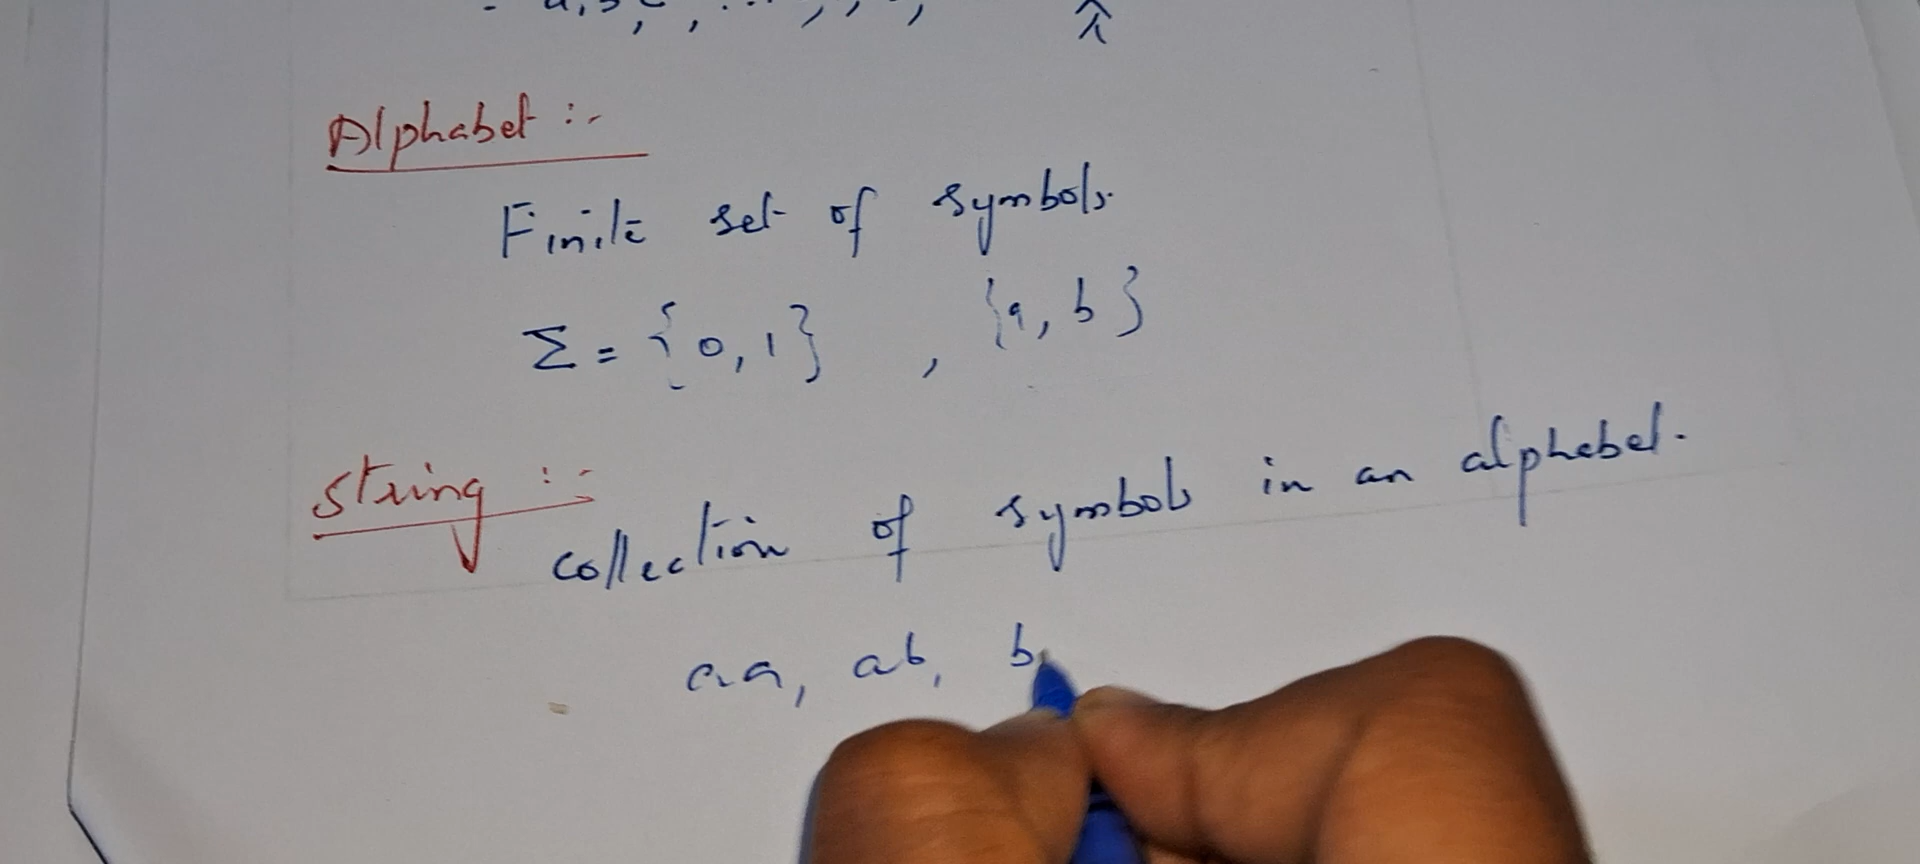 Alphabet :-
Finite set of symbols.
Σ = {0, 1} , {a, b}
String :-
collection of symbols in an alphabet.
aa, ab, b